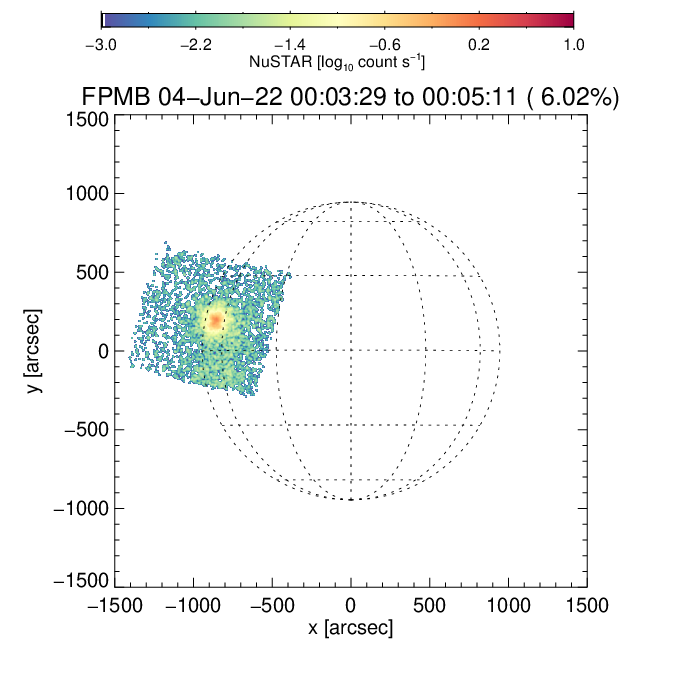 −3.0 −2.2 −1.4 −0.6 0.2 1.0
NuSTAR [log₁₀ count s⁻¹]
FPMB 04−Jun−22 00:03:29 to 00:05:11 ( 6.02%)
1500
1000
500
0
−500
−1000
−1500
y [arcsec]
−1500 −1000 −500 0 500 1000 1500
x [arcsec]